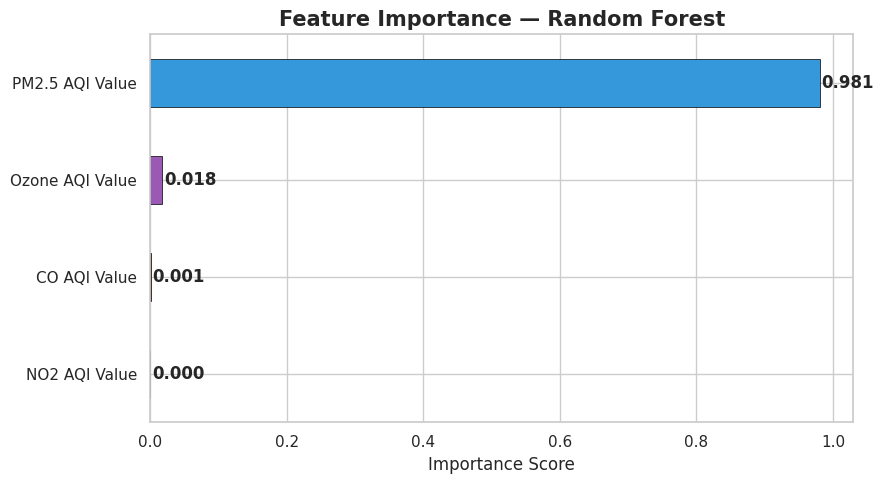 Feature Importance — Random Forest
PM2.5 AQI Value
0.981
Ozone AQI Value
0.018
CO AQI Value
0.001
NO2 AQI Value
0.000
0.0 0.2 0.4 0.6 0.8 1.0
Importance Score